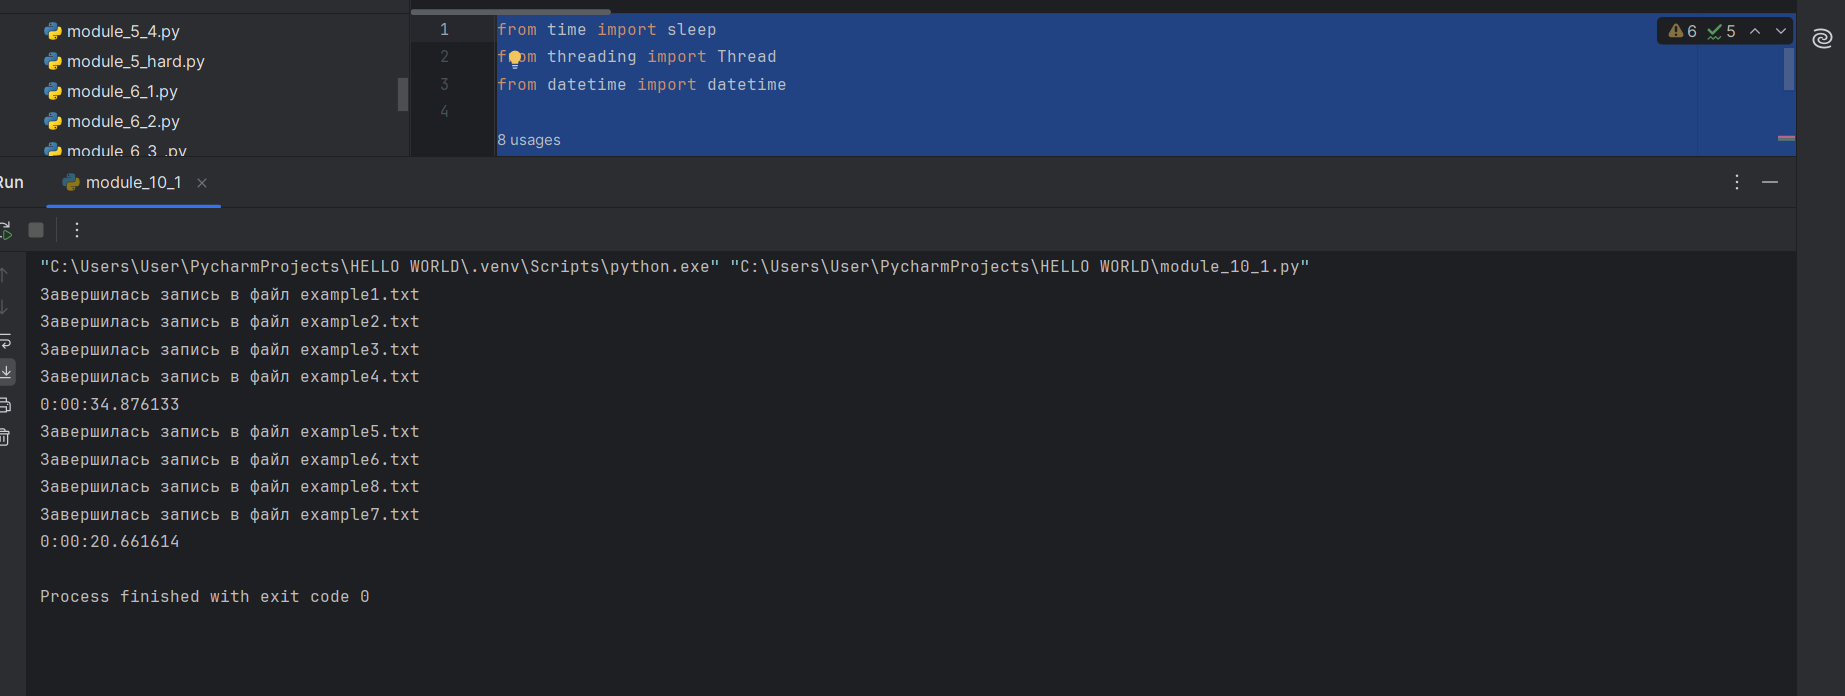 module_5_4.py
module_5_hard.py
module_6_1.py
module_6_2.py
module_6_3_.py
1 from time import sleep
2 from threading import Thread
3 from datetime import datetime
4
8 usages
6 5
Run module_10_1
"C:\Users\User\PycharmProjects\HELLO WORLD\.venv\Scripts\python.exe" "C:\Users\User\PycharmProjects\HELLO WORLD\module_10_1.py"
Завершилась запись в файл example1.txt
Завершилась запись в файл example2.txt
Завершилась запись в файл example3.txt
Завершилась запись в файл example4.txt
0:00:34.876133
Завершилась запись в файл example5.txt
Завершилась запись в файл example6.txt
Завершилась запись в файл example8.txt
Завершилась запись в файл example7.txt
0:00:20.661614
Process finished with exit code 0